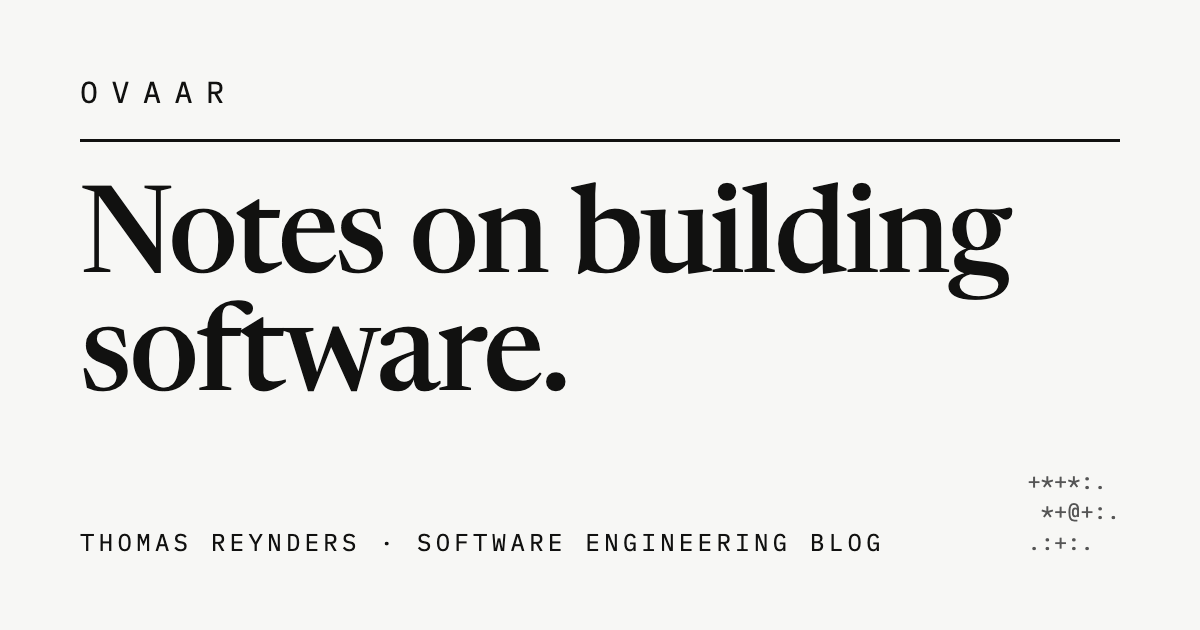 OVAAR
Notes on building
software.
+*+*:.
*+@+:.
THOMAS REYNDERS · SOFTWARE ENGINEERING BLOG
.:+:.